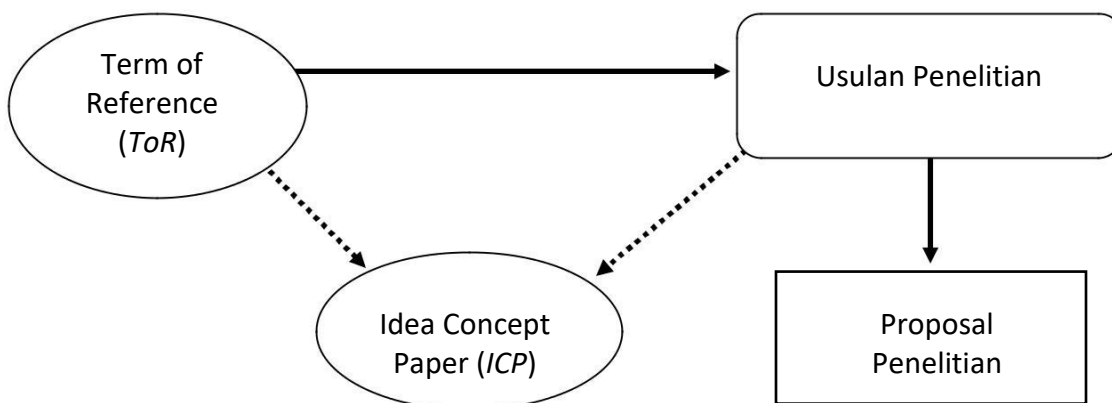 Term of
Reference
(ToR)
Usulan Penelitian
Idea Concept
Paper (ICP)
Proposal
Penelitian